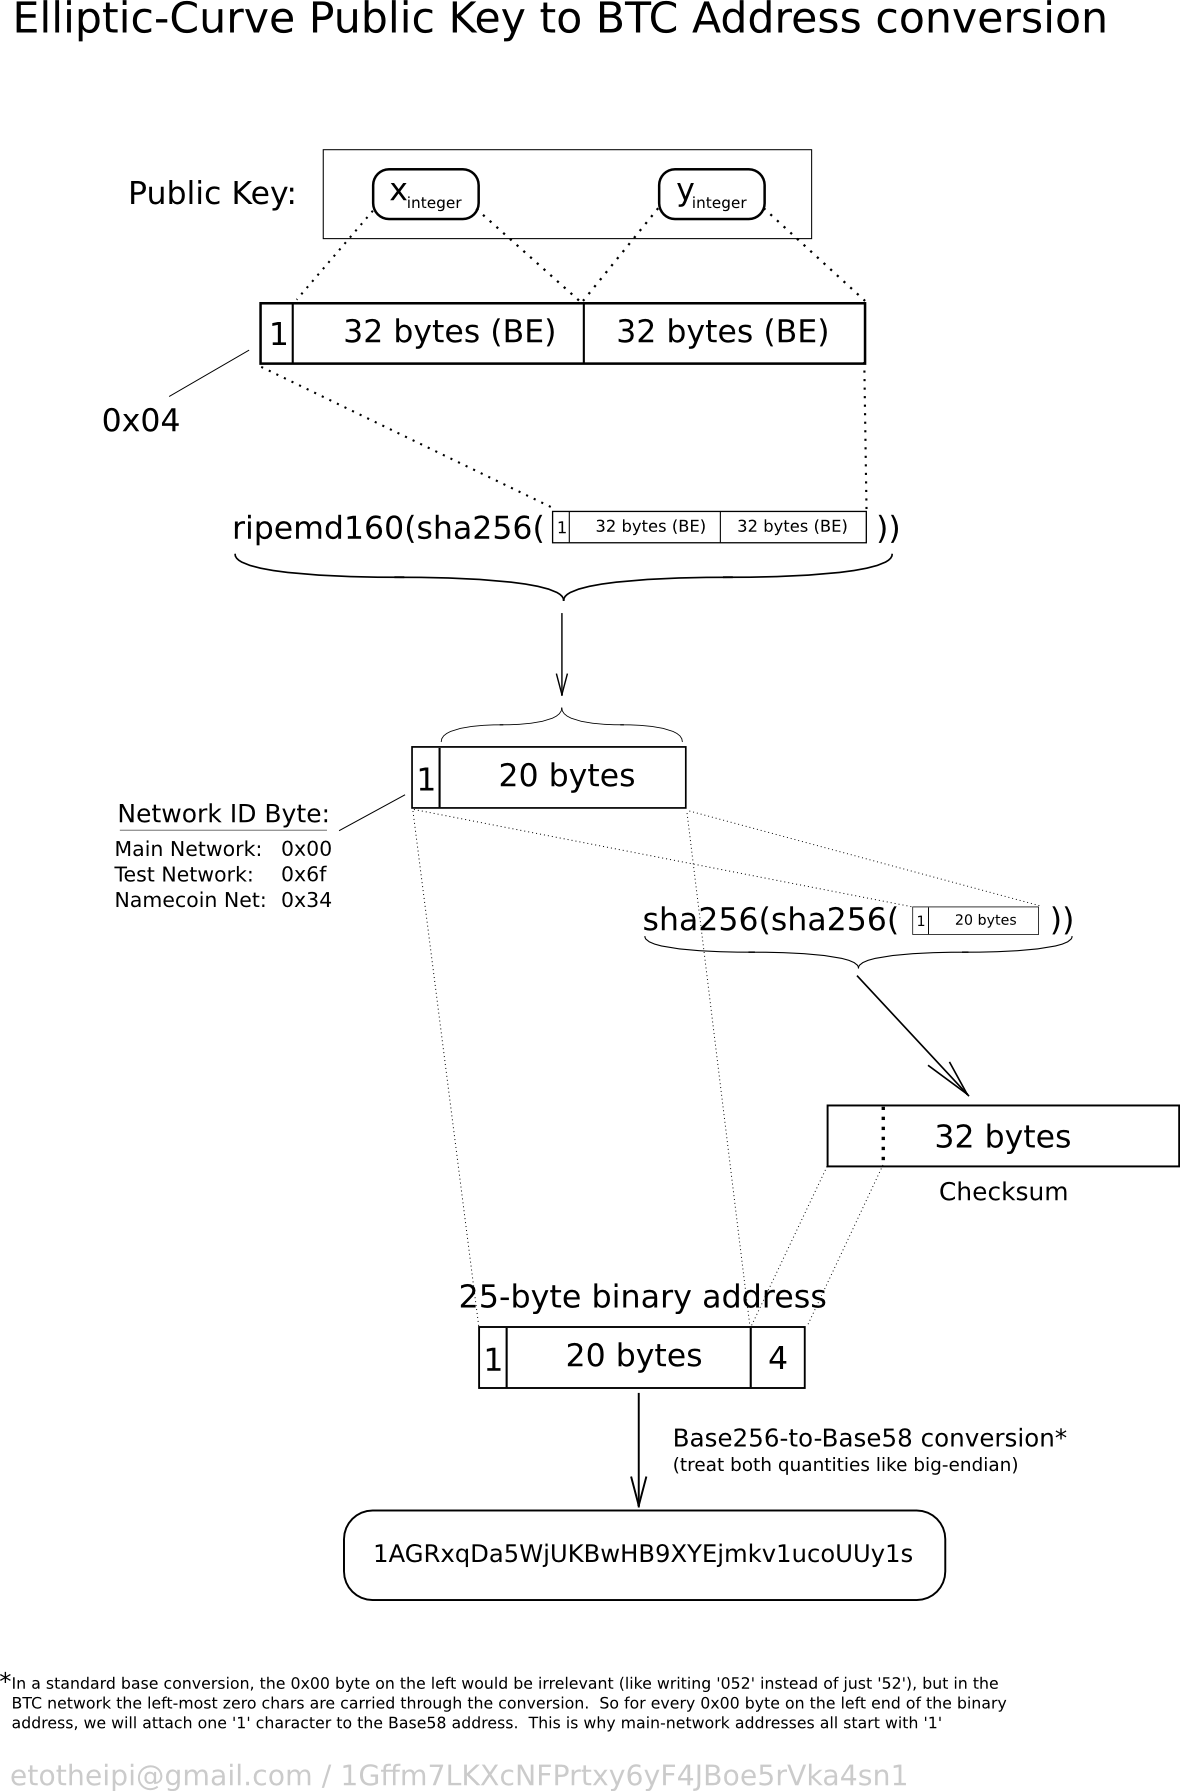 Elliptic-Curve Public Key to BTC Address conversion
Public Key:
x integer
y integer
1
32 bytes (BE)
32 bytes (BE)
0x04
ripemd160(sha256( 1 32 bytes (BE) 32 bytes (BE) ))
1
20 bytes
Network ID Byte:
Main Network: 0x00
Test Network: 0x6f
Namecoin Net: 0x34
sha256(sha256( 1 20 bytes ))
32 bytes
Checksum
25-byte binary address
1
20 bytes
4
Base256-to-Base58 conversion*
(treat both quantities like big-endian)
1AGRxqDa5WjUKBwHB9XYEjmkv1ucoUUy1s
*In a standard base conversion, the 0x00 byte on the left would be irrelevant (like writing '052' instead of just '52'), but in the
BTC network the left-most zero chars are carried through the conversion. So for every 0x00 byte on the left end of the binary
address, we will attach one '1' character to the Base58 address. This is why main-network addresses all start with '1'
etotheipi@gmail.com / 1Gffm7LKXcNFPrtxy6yF4JBoe5rVka4sn1